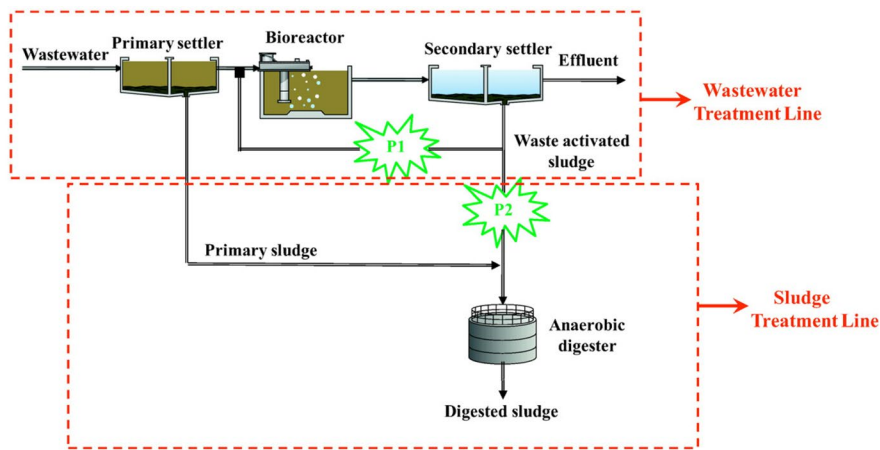 Wastewater
Primary settler
Bioreactor
Secondary settler
Effluent
Wastewater
Treatment Line
P1
Waste activated
sludge
P2
Primary sludge
Anaerobic
digester
Sludge
Treatment Line
Digested sludge